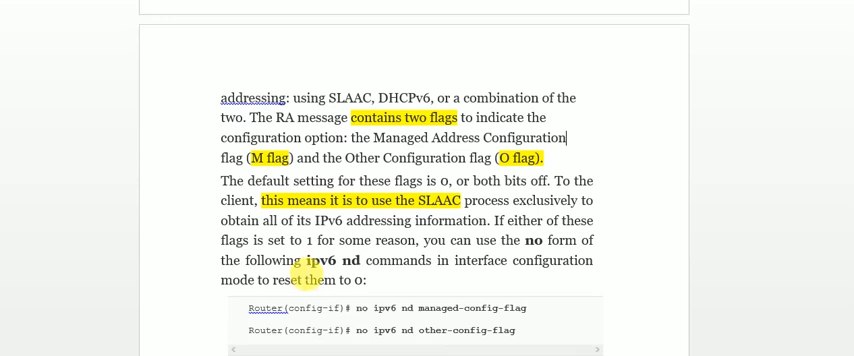 addressing: using SLAAC, DHCPv6, or a combination of the
two. The RA message contains two flags to indicate the
configuration option: the Managed Address Configuration
flag (M flag) and the Other Configuration flag (O flag).
The default setting for these flags is 0, or both bits off. To the
client, this means it is to use the SLAAC process exclusively to
obtain all of its IPv6 addressing information. If either of these
flags is set to 1 for some reason, you can use the no form of
the following ipv6 nd commands in interface configuration
mode to reset them to 0:
Router(config-if)# no ipv6 nd managed-config-flag
Router(config-if)# no ipv6 nd other-config-flag